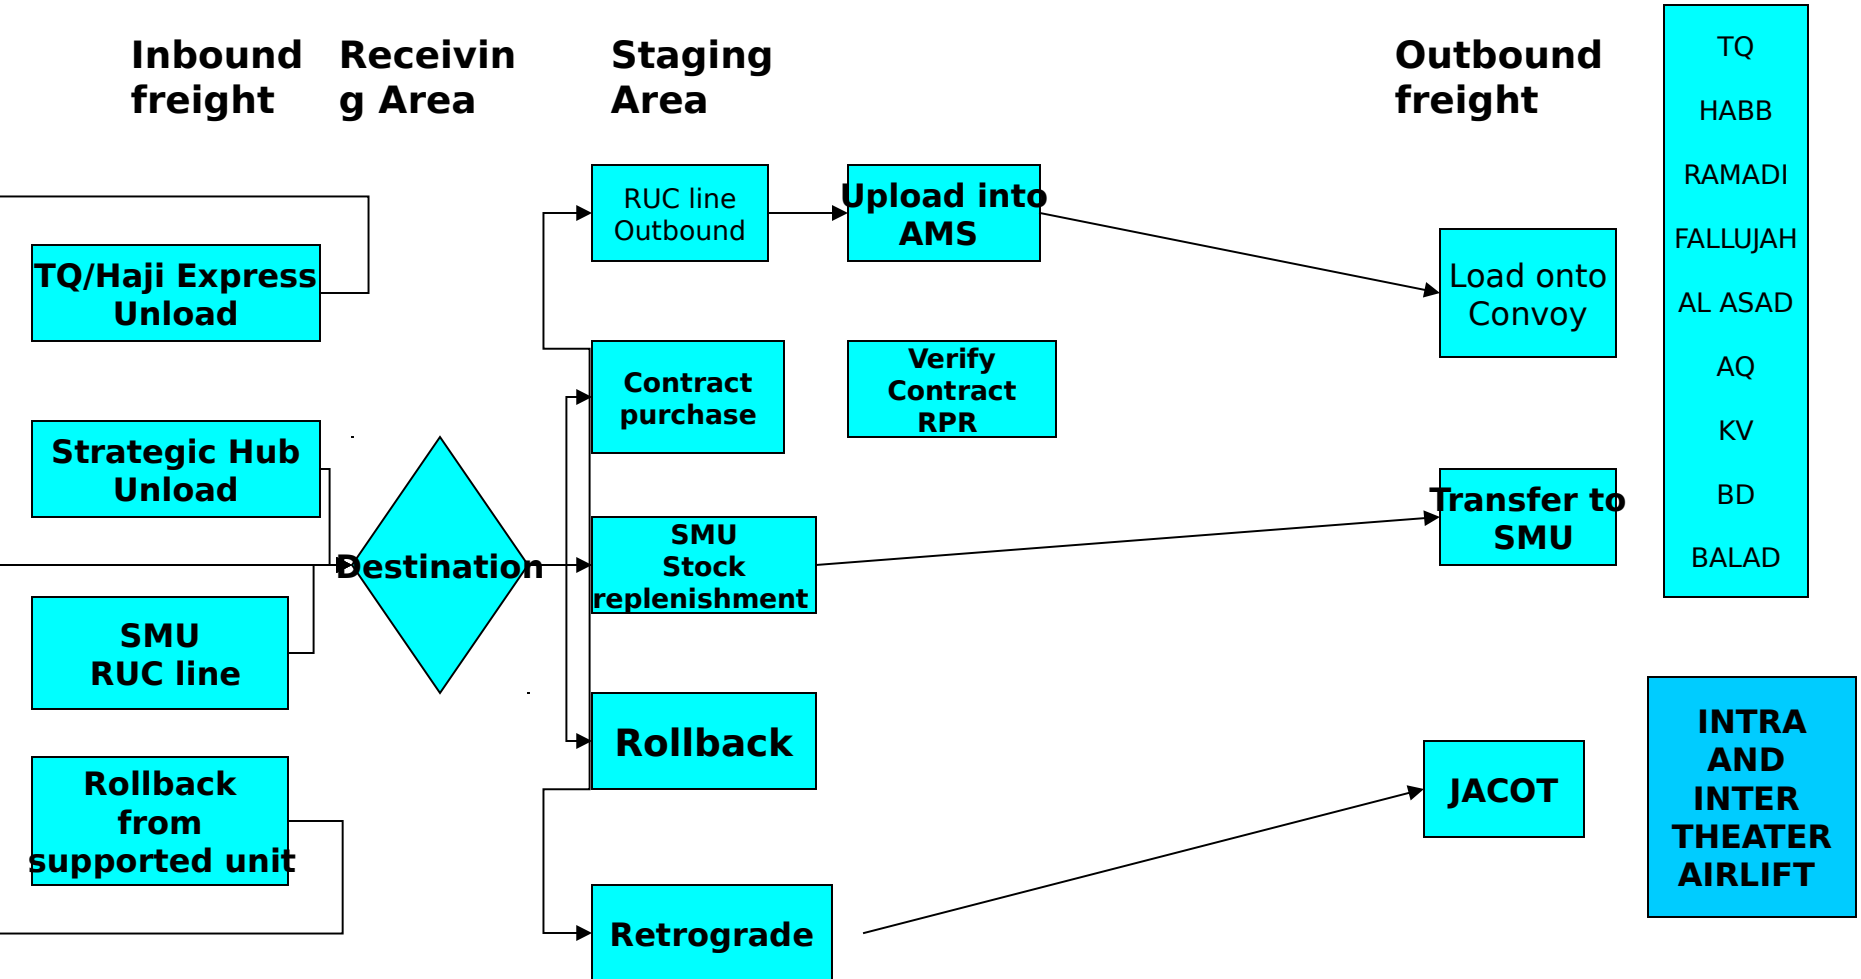 Inbound
freight
Receivin
g Area
Staging
Area
Outbound
freight
TQ/Haji Express
Unload
Strategic Hub
Unload
SMU
RUC line
Rollback
from
supported unit
Destination
RUC line
Outbound
Contract
purchase
SMU
Stock
replenishment
Rollback
Retrograde
Upload into
AMS
Verify
Contract
RPR
Load onto
Convoy
Transfer to
SMU
JACOT
TQ
HABB
RAMADI
FALLUJAH
AL ASAD
AQ
KV
BD
BALAD
INTRA
AND
INTER
THEATER
AIRLIFT